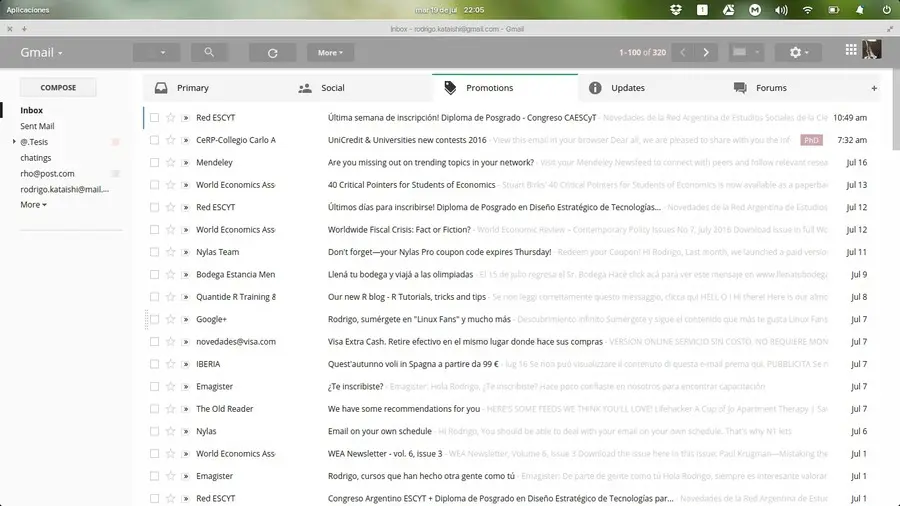 Aplicaciones mar 19 de jul 22:05
Inbox - rodrigo.kataishi@gmail.com - Gmail
Gmail More 1-100 of 320
COMPOSE
Inbox
Sent Mail
@.Tesis
chatings
rho@post.com
rodrigo.kataishi@mail....
More
Primary Social Promotions Updates Forums +
Red ESCYT Última semana de inscripción! Diploma de Posgrado - Congreso CAESCyT - Novedades de la Red Argentina de Estudios Sociales de la Cie 10:49 am
CeRP-Collegio Carlo A UniCredit & Universities new contests 2016 - View this email in your browser Dear all, we are pleased to share with you the inf PhD 7:32 am
Mendeley Are you missing out on trending topics in your network? - Visit your Mendeley Newsfeed to connect with peers and follow relevant resea Jul 16
World Economics Ass 40 Critical Pointers for Students of Economics - Stuart Birks' 40 Critical Pointers for Students of Economics is now available as a paperba Jul 13
Red ESCYT Últimos días para inscribirse! Diploma de Posgrado en Diseño Estratégico de Tecnologías... - Novedades de la Red Argentina de Estudios Jul 12
World Economics Ass Worldwide Fiscal Crisis: Fact or Fiction? - World Economic Review – Contemporary Policy Issues No 7, July 2016 Download issue in full Wo Jul 12
Nylas Team Don't forget—your Nylas Pro coupon code expires Thursday! - Redeem your Coupon! Hi Rodrigo, Last month, we launched a paid version Jul 11
Bodega Estancia Men Llená tu bodega y viajá a las olimpiadas - El 15 de julio regresa el Sr. Bodega Hacé click acá para ver este mensaje en www.llenatubodega Jul 9
Quantide R Training & Our new R blog - R Tutorials, tricks and tips - Se non leggi correttamente questo messaggio, clicca qui HELL O ! Hi there! Here is our almo Jul 8
Google+ Rodrigo, sumérgete en "Linux Fans" y mucho más - Descubrimiento infinito Sumérgete y sigue el contenido que más te gusta Linux Fans Jul 7
novedades@visa.com Visa Extra Cash. Retire efectivo en el mismo lugar donde hace sus compras - VERSION ONLINE SERVICIO SIN COSTO. NO REQUIERE MON Jul 7
IBERIA Quest'autunno voli in Spagna a partire da 99 € - lug 16 Se non può visualizzare il contenuto di questa e-mail prema qui. PUBBLICITA Se n Jul 7
Emagister ¿Te inscribiste? - Emagister: Hola Rodrigo, ¿Te inscribiste? Hace poco confiaste en nosotros para encontrar capacitación Jul 7
The Old Reader We have some recommendations for you - HERE'S SOME FEEDS WE THINK YOU'LL LOVE! Lifehacker A Cup of Jo Apartment Therapy | Sa Jul 7
Nylas Email on your own schedule - Hi Rodrigo, You should be able to deal with your email on your own schedule. That's why N1 lets Jul 6
World Economics Ass WEA Newsletter - vol. 6, issue 3 - WEA Newsletter, Volume 6, Issue 3 Download the issue here In this issue: Paul Krugman—Mistaking the Jul 1
Emagister Rodrigo, cursos que han hecho otra gente como tú - Emagister: De parte de gente como tú Hola Rodrigo, siempre es interesante valorar Jul 1
Red ESCYT Congreso Argentino ESCYT + Diploma de Posgrado en Diseño Estratégico de Tecnologías par... - Novedades de la Red Argentina de Estudios Jul 1